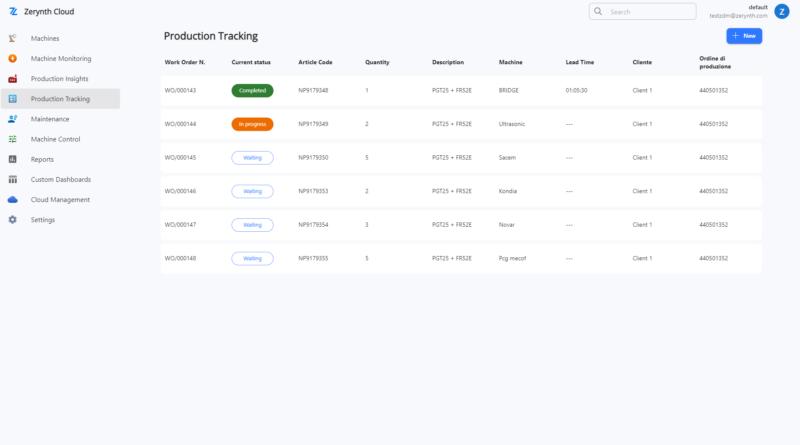 Zerynth Cloud
Search
default
testzdm@zerynth.com
Z
Machines
Machine Monitoring
Production Insights
Production Tracking
Maintenance
Machine Control
Reports
Custom Dashboards
Cloud Management
Settings
Production Tracking
+ New
Work Order N. Current status Article Code Quantity Description Machine Lead Time Cliente Ordine di produzione
WO/000143 Completed NP9179348 1 PGT25 + FRS2E BRIDGE 01:05:30 Client 1 440501352
WO/000144 In progress NP9179349 2 PGT25 + FRS2E Ultrasonic --- Client 1 440501352
WO/000145 Waiting NP9179350 5 PGT25 + FRS2E Sacem --- Client 1 440501352
WO/000146 Waiting NP9179353 2 PGT25 + FRS2E Kondia --- Client 1 440501352
WO/000147 Waiting NP9179354 3 PGT25 + FRS2E Novar --- Client 1 440501352
WO/000148 Waiting NP9179355 5 PGT25 + FRS2E Pcg mecof --- Client 1 440501352